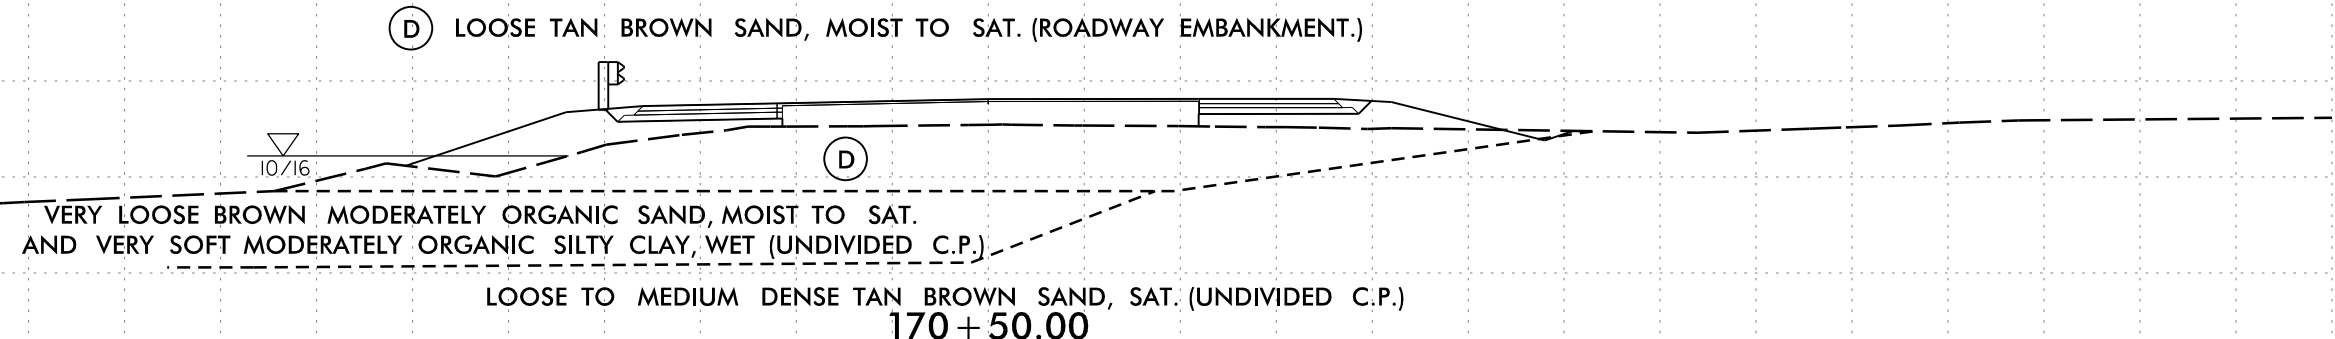 D LOOSE TAN BROWN SAND, MOIST TO SAT. (ROADWAY EMBANKMENT.)
10/16
D
VERY LOOSE BROWN MODERATELY ORGANIC SAND, MOIST TO SAT.
AND VERY SOFT MODERATELY ORGANIC SILTY CLAY, WET (UNDIVIDED C.P.)
LOOSE TO MEDIUM DENSE TAN BROWN SAND, SAT. (UNDIVIDED C.P.)
170+50.00